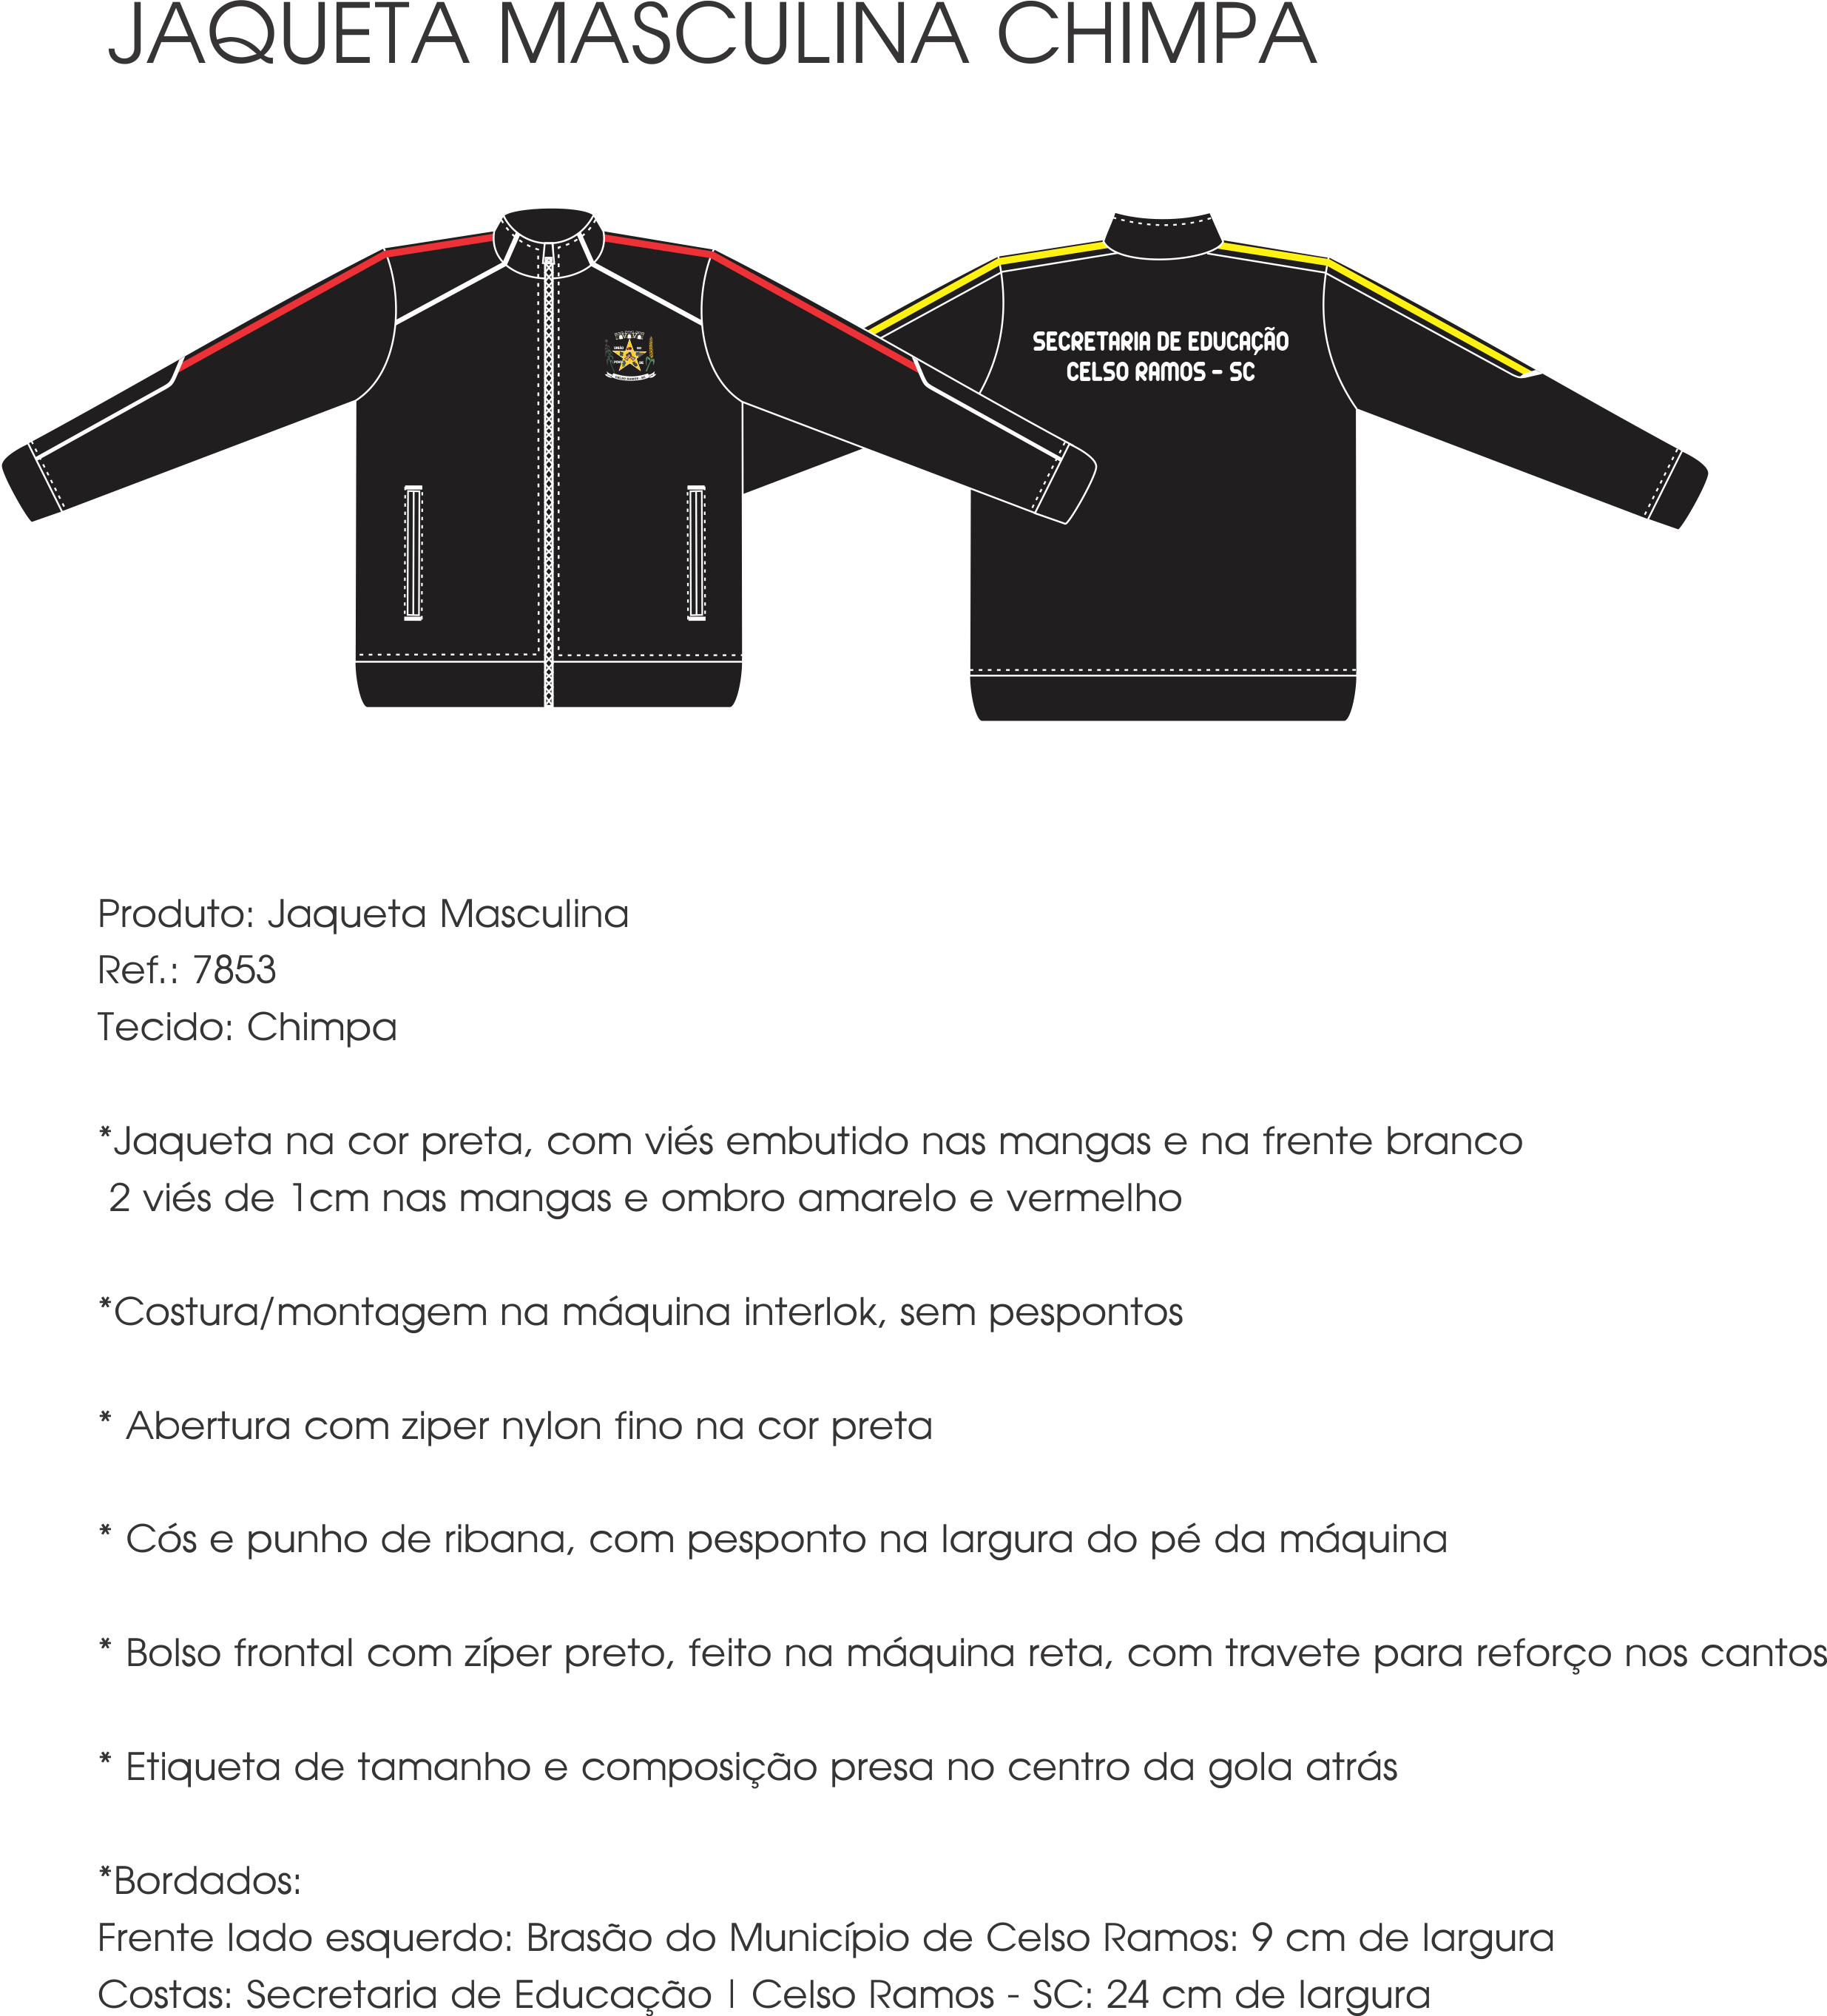 JAQUETA MASCULINA CHIMPA
SECRETARIA DE EDUCAÇÃO
CELSO RAMOS - SC
Produto: Jaqueta Masculina
Ref.: 7853
Tecido: Chimpa
*Jaqueta na cor preta, com viés embutido nas mangas e na frente branco
2 viés de 1cm nas mangas e ombro amarelo e vermelho
*Costura/montagem na máquina interlok, sem pespontos
* Abertura com ziper nylon fino na cor preta
* Cós e punho de ribana, com pesponto na largura do pé da máquina
* Bolso frontal com zíper preto, feito na máquina reta, com travete para reforço nos cantos
* Etiqueta de tamanho e composição presa no centro da gola atrás
*Bordados:
Frente lado esquerdo: Brasão do Município de Celso Ramos: 9 cm de largura
Costas: Secretaria de Educação | Celso Ramos - SC: 24 cm de largura